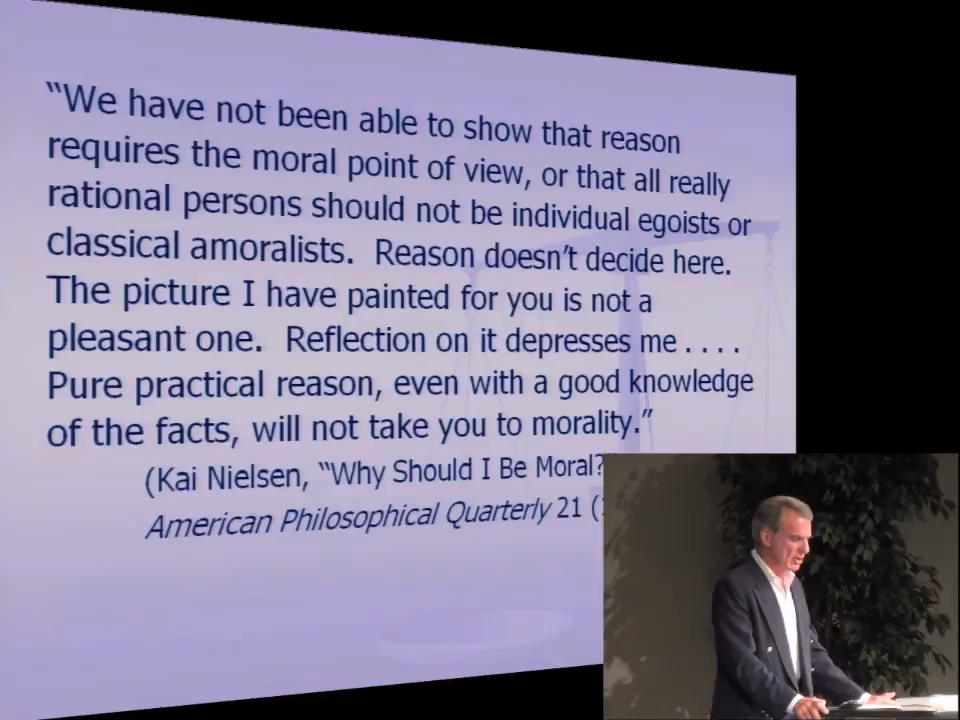 “We have not been able to show that reason
requires the moral point of view, or that all really
rational persons should not be individual egoists or
classical amoralists.  Reason doesn’t decide here.
The picture I have painted for you is not a
pleasant one.  Reflection on it depresses me . . . .
Pure practical reason, even with a good knowledge
of the facts, will not take you to morality.”
(Kai Nielsen, “Why Should I Be Moral?
American Philosophical Quarterly 21 (